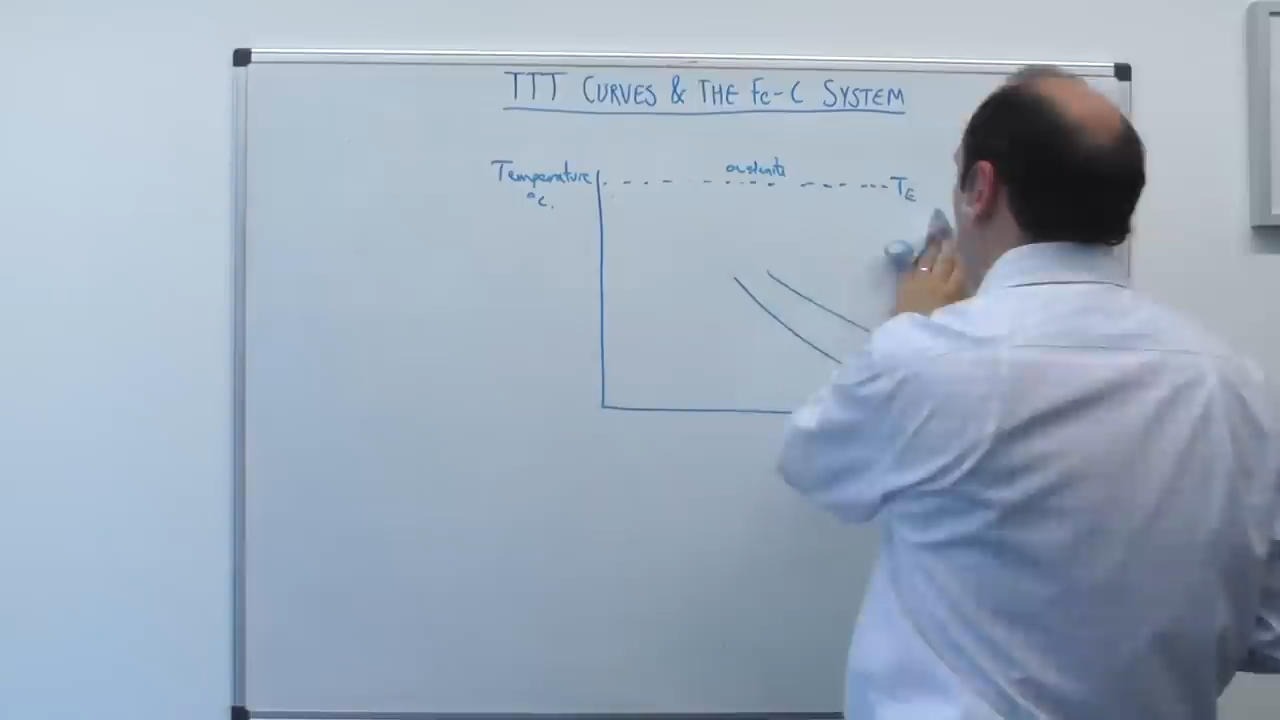 TTT CURVES & THE Fe-C SYSTEM
austenite
Temperature
°C.
TE